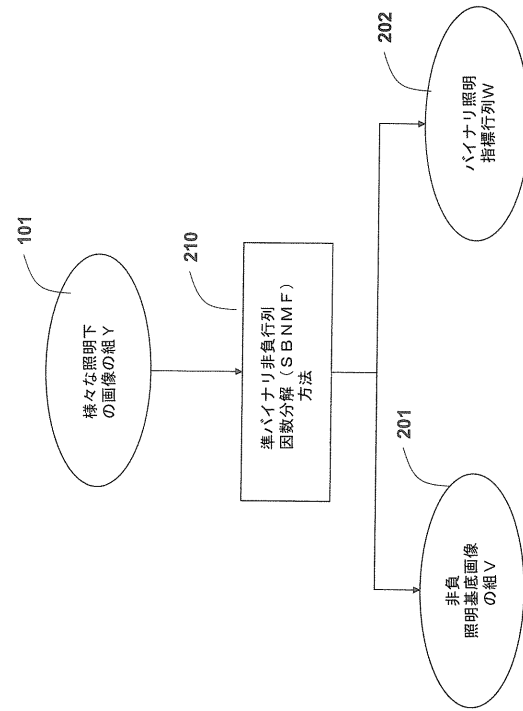 101
様々な照明下
の画像の組Y
210
準バイナリ非負行列
因数分解(SBNMF)
方法
201
非負
照明基底画像
の組V
202
バイナリ照明
指標行列W